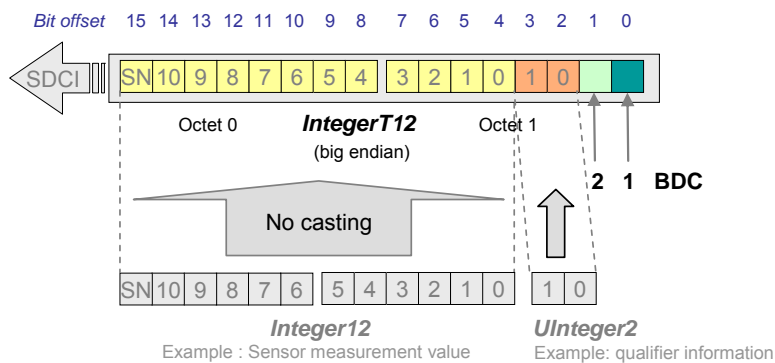 Bit offset 15 14 13 12 11 10 9 8 7 6 5 4 3 2 1 0
SDCI SN 10 9 8 7 6 5 4 3 2 1 0 1 0
Octet 0 IntegerT12 Octet 1
(big endian)
2 1 BDC
No casting
SN 10 9 8 7 6 5 4 3 2 1 0 1 0
Integer12 UInteger2
Example : Sensor measurement value Example: qualifier information